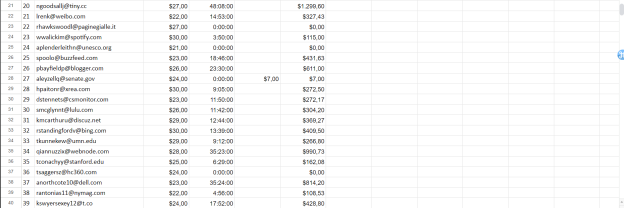 21 20 ngoodsallj@tiny.cc $27,00 48:08:00 $1.299,60
22 21 lrenk@weibo.com $22,00 14:53:00 $327,43
23 22 rhawkswoodl@paginegialle.it $27,00 0:00:00 $0,00
24 23 wwalickim@spotify.com $30,00 3:50:00 $115,00
25 24 aplenderleithn@unesco.org $21,00 0:00:00 $0,00
26 25 spoolo@buzzfeed.com $23,00 18:46:00 $431,63
27 26 pbayfieldp@blogger.com $26,00 23:30:00 $611,00
28 27 aleyzellq@senate.gov $24,00 0:00:00 $7,00 $7,00
29 28 hpaitonr@erea.com $30,00 9:05:00 $272,50
30 29 dstennets@csmonitor.com $23,00 11:50:00 $272,17
31 30 smcglynnt@lulu.com $26,00 11:42:00 $304,20
32 31 kmcarthuru@discuz.net $29,00 12:44:00 $369,27
33 32 rstandingfordv@bing.com $30,00 13:39:00 $409,50
34 33 tkunnekew@umn.edu $29,00 9:12:00 $266,80
35 34 qiannuzzix@webnode.com $28,00 35:23:00 $990,73
36 35 tconachyy@stanford.edu $25,00 6:29:00 $162,08
37 36 tsaggersz@hc360.com $24,00 0:00:00 $0,00
38 37 anorthcote10@dell.com $23,00 35:24:00 $814,20
39 38 rantonias11@nymag.com $22,00 4:56:00 $108,53
40 39 kswyersexey12@t.co $24,00 17:52:00 $428,80